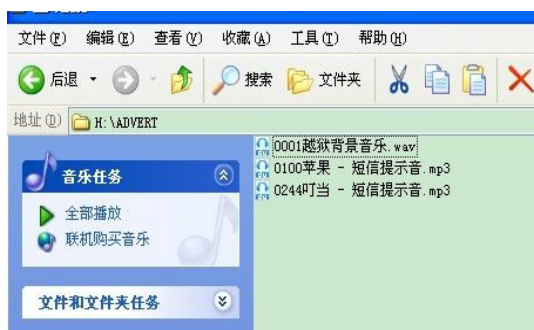 文件(F) 编辑(E) 查看(V) 收藏(A) 工具(T) 帮助(H)
后退 搜索 文件夹
地址(D) H:\ADVERT
音乐任务
全部播放
联机购买音乐
文件和文件夹任务
0001越狱背景音乐.wav
0100苹果 - 短信提示音.mp3
0244叮当 - 短信提示音.mp3